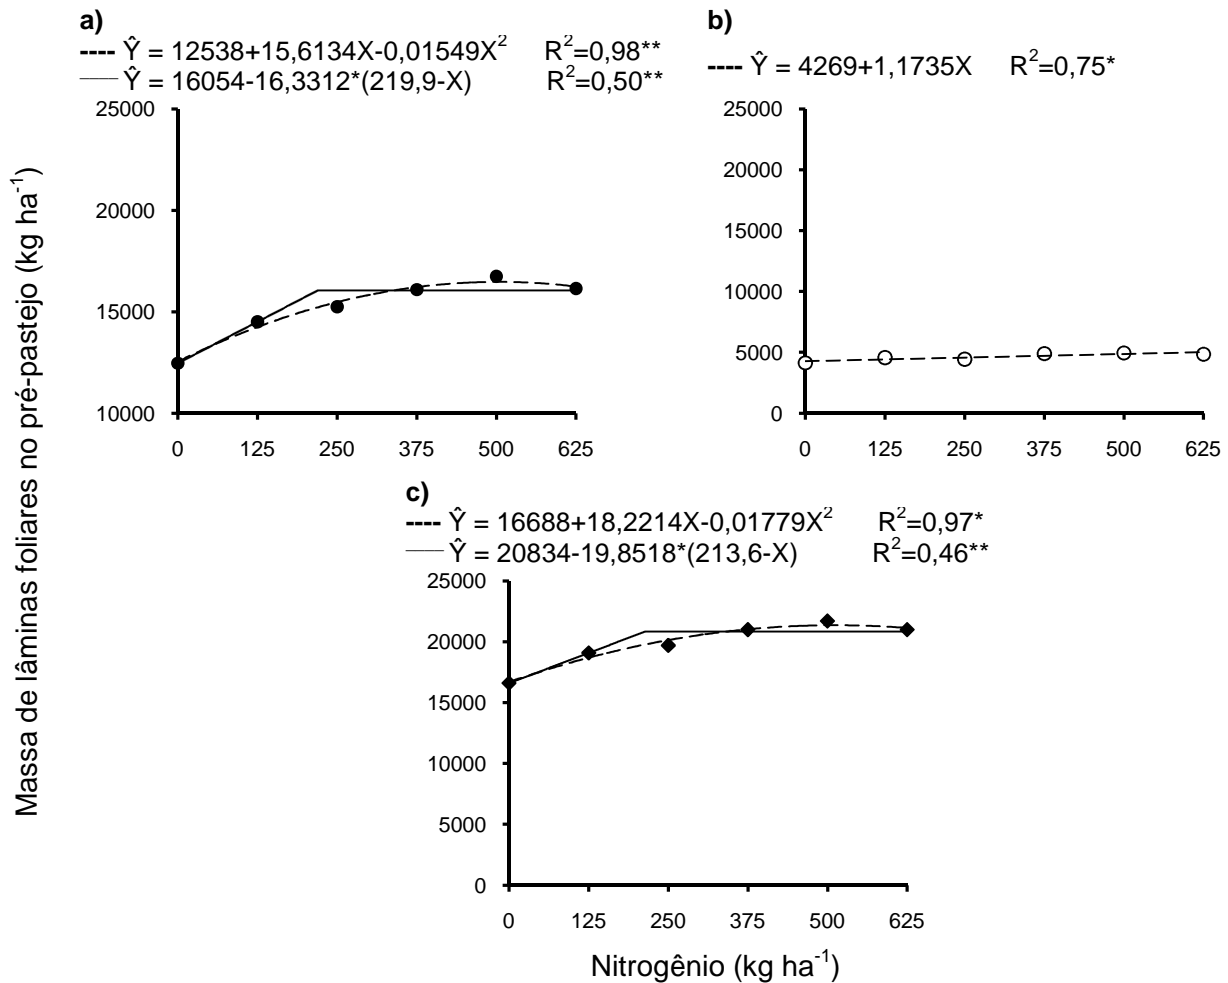 a)
---- Ŷ = 12538+15,6134X-0,01549X² R²=0,98**
—— Ŷ = 16054-16,3312*(219,9-X) R²=0,50**
25000
20000
15000
10000
0 125 250 375 500 625
b)
---- Ŷ = 4269+1,1735X R²=0,75*
25000
20000
15000
10000
5000
0
0 125 250 375 500 625
c)
---- Ŷ = 16688+18,2214X-0,01779X² R²=0,97*
—— Ŷ = 20834-19,8518*(213,6-X) R²=0,46**
25000
20000
15000
10000
5000
0
0 125 250 375 500 625
Massa de lâminas foliares no pré-pastejo (kg ha⁻¹)
Nitrogênio (kg ha⁻¹)